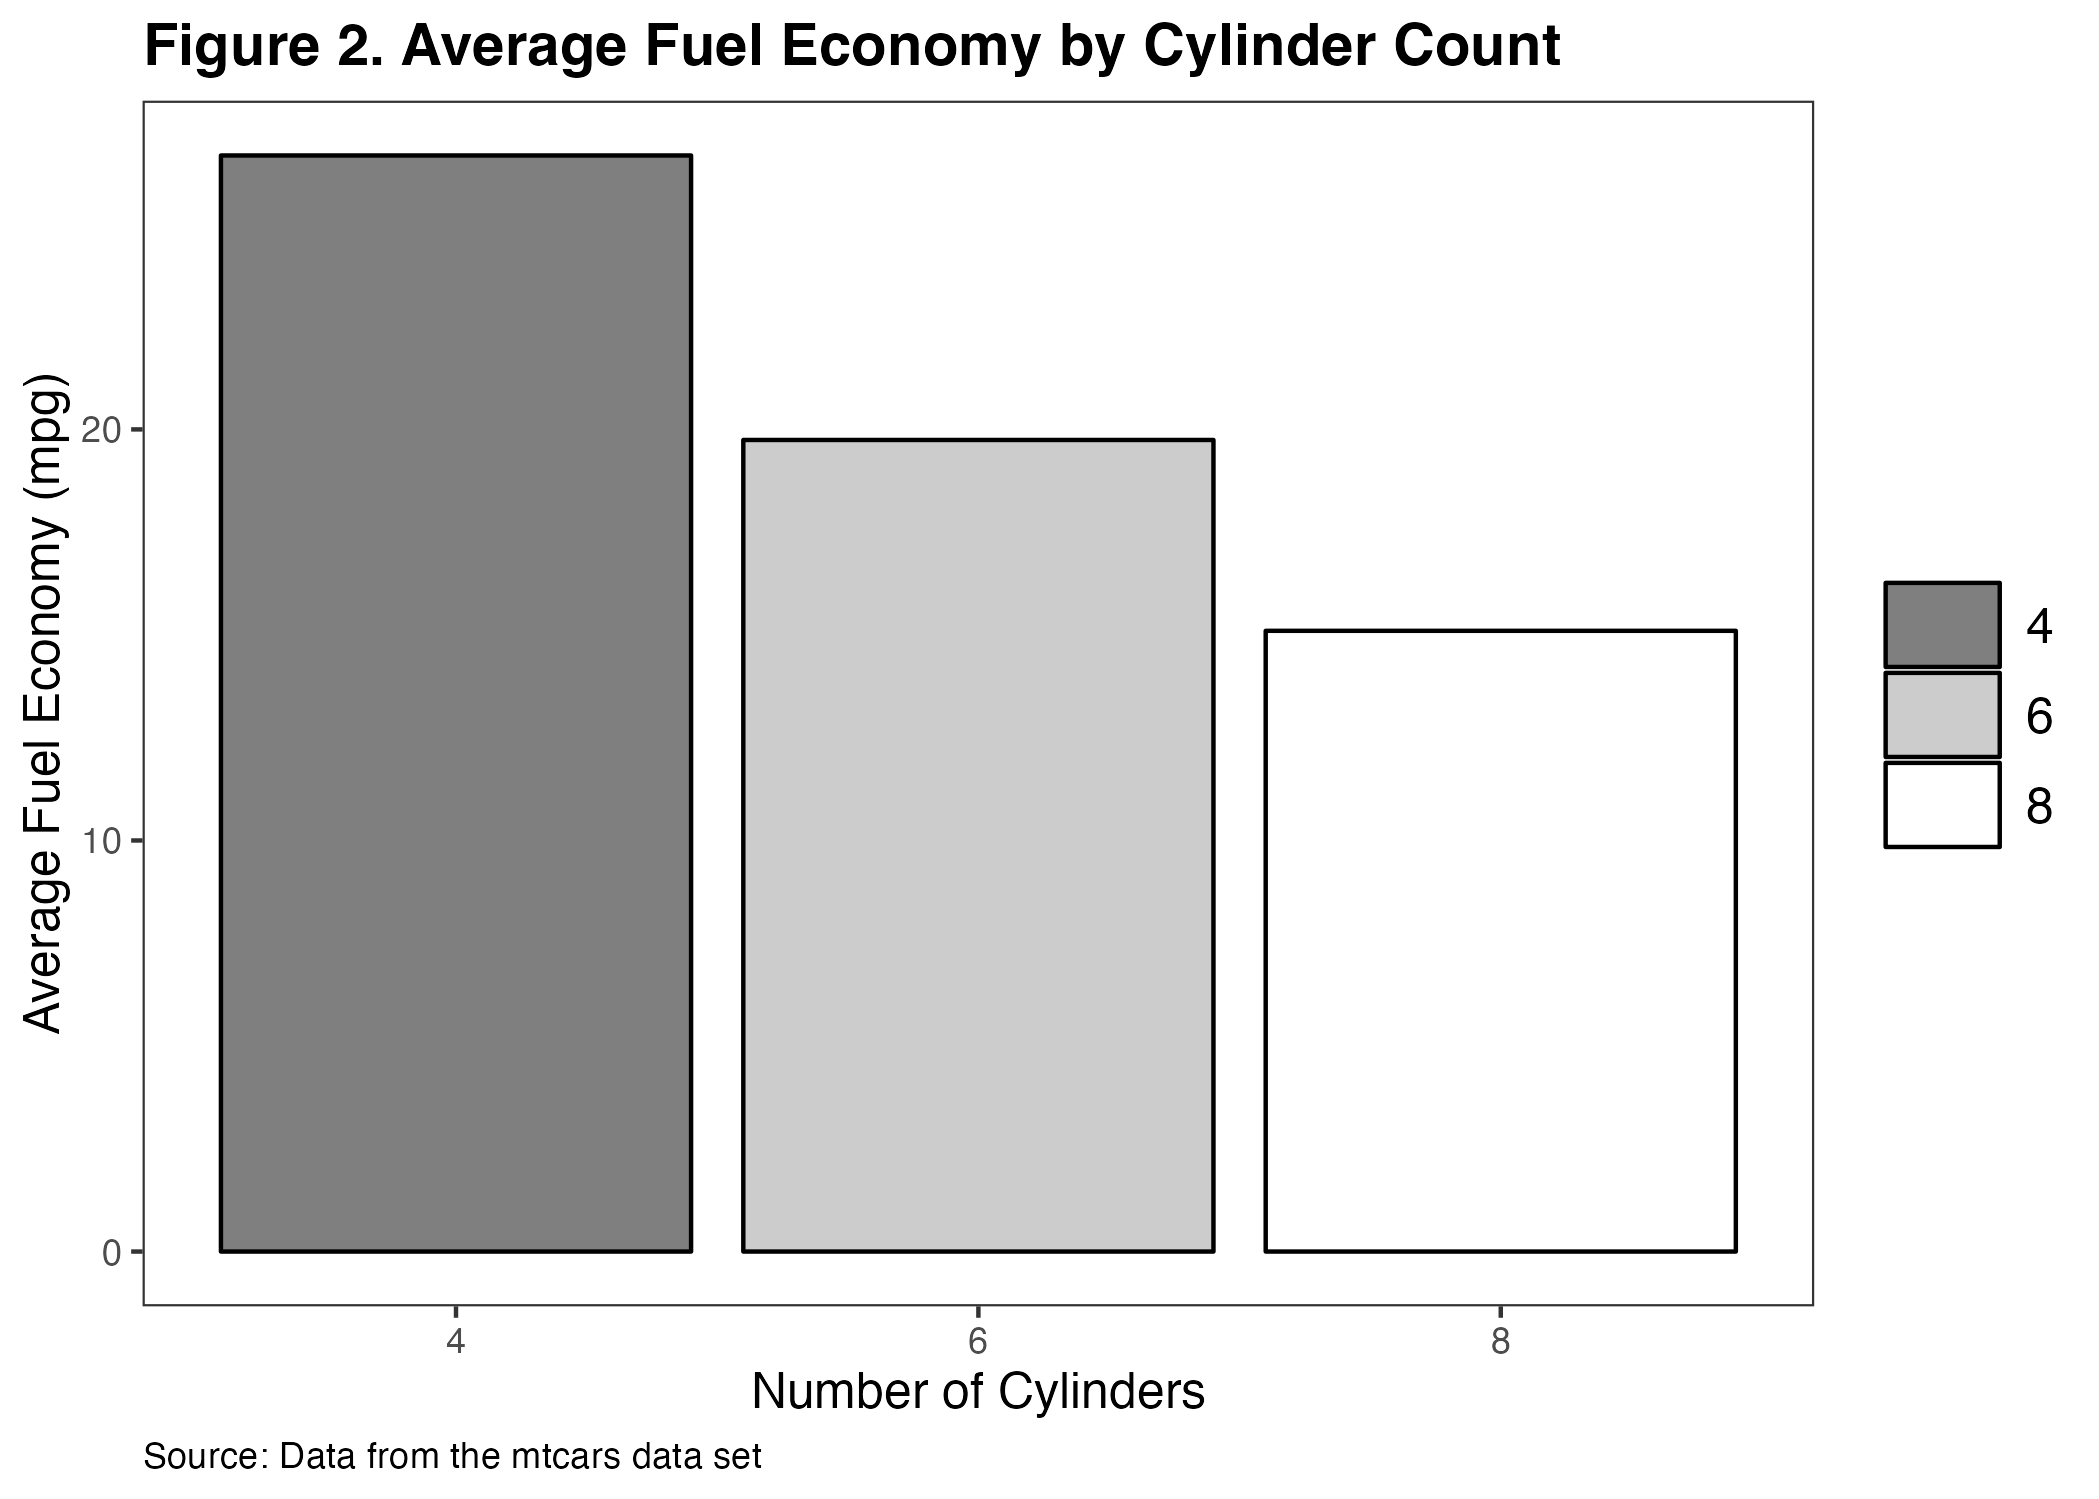 Figure 2. Average Fuel Economy by Cylinder Count
Average Fuel Economy (mpg)
20
10
0
4
6
8
Number of Cylinders
4
6
8
Source: Data from the mtcars data set